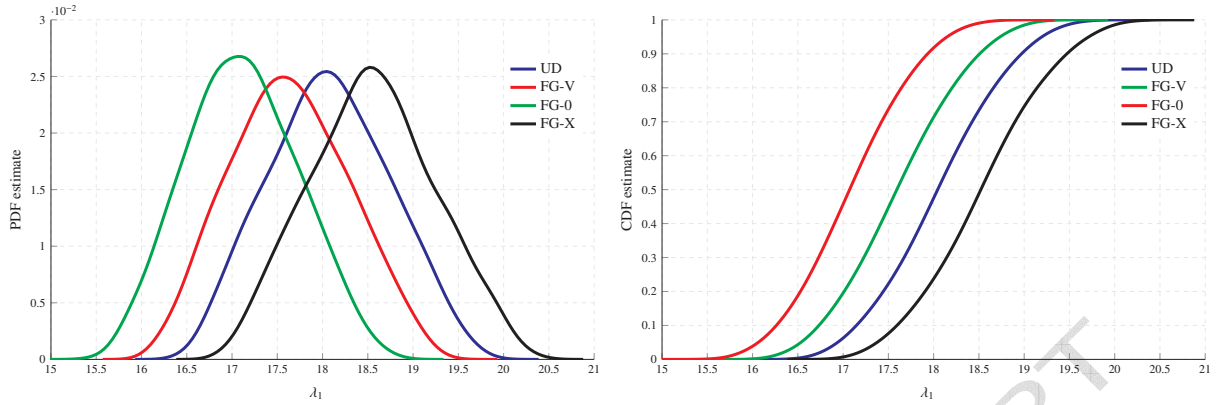 ·10⁻²
3
2.5
2
1.5
1
0.5
0
PDF estimate
15 15.5 16 16.5 17 17.5 18 18.5 19 19.5 20 20.5 21
λ₁
UD
FG-V
FG-0
FG-X
1
0.9
0.8
0.7
0.6
0.5
0.4
0.3
0.2
0.1
0
CDF estimate
15 15.5 16 16.5 17 17.5 18 18.5 19 19.5 20 20.5 21
λ₁
UD
FG-V
FG-0
FG-X
PT